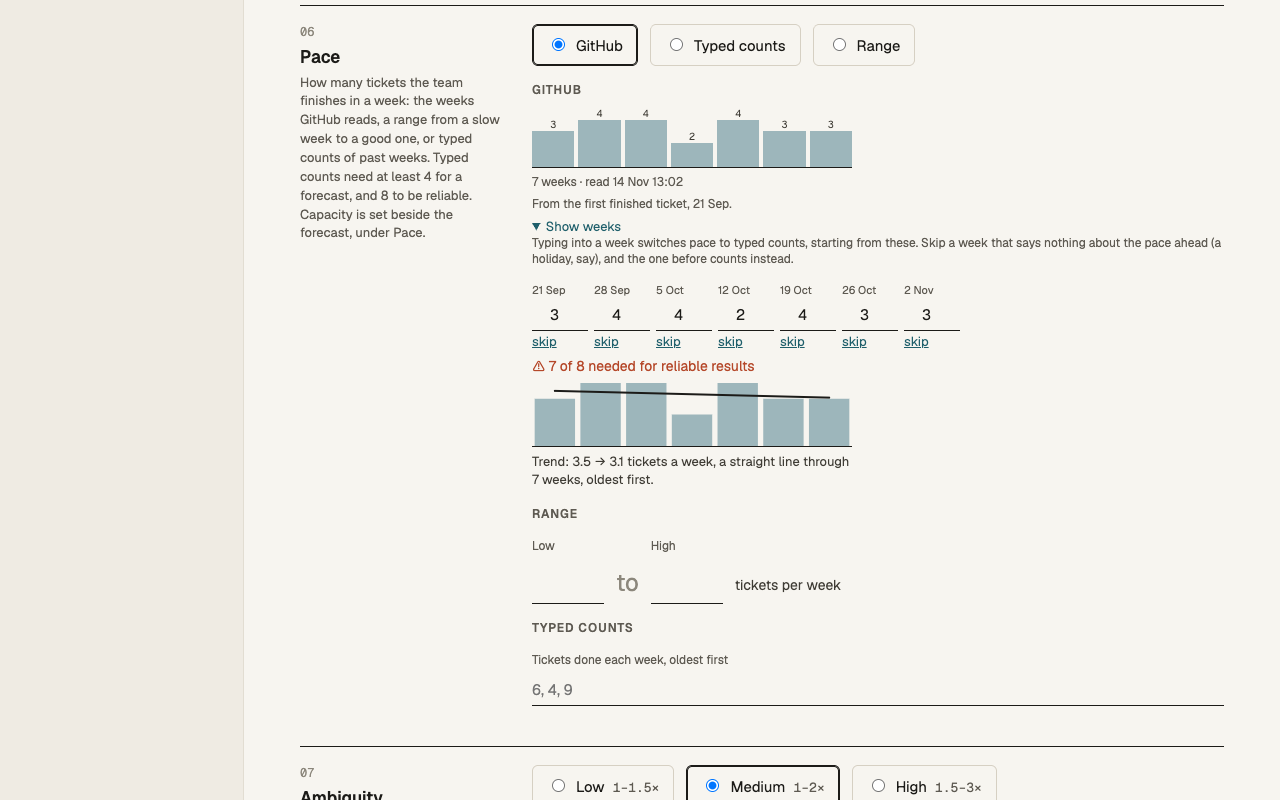 06
Pace
How many tickets the team
finishes in a week: the weeks
GitHub reads, a range from a slow
week to a good one, or typed
counts of past weeks. Typed
counts need at least 4 for a
forecast, and 8 to be reliable.
Capacity is set beside the
forecast, under Pace.
GitHub Typed counts Range
GITHUB
3 4 4 2 4 3 3
7 weeks · read 14 Nov 13:02
From the first finished ticket, 21 Sep.
▼ Show weeks
Typing into a week switches pace to typed counts, starting from these. Skip a week that says nothing about the pace ahead (a
holiday, say), and the one before counts instead.
21 Sep 28 Sep 5 Oct 12 Oct 19 Oct 26 Oct 2 Nov
3 4 4 2 4 3 3
skip skip skip skip skip skip skip
⚠ 7 of 8 needed for reliable results
Trend: 3.5 → 3.1 tickets a week, a straight line through
7 weeks, oldest first.
RANGE
Low High
to tickets per week
TYPED COUNTS
Tickets done each week, oldest first
6, 4, 9
07
Ambiguity
Low 1–1.5× Medium 1–2× High 1.5–3×